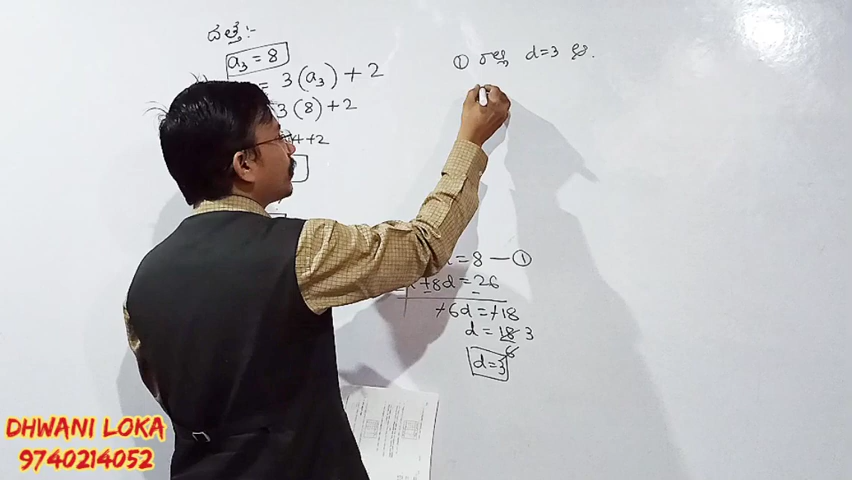 ದತ್ತ:-
a₃ = 8
= 3(a₃) + 2
3(8) + 2
+ 2
① ರಲ್ಲಿ d=3
= 8 — ①
+8d = 26
+6d = +18
d = 18 3
6
d=3
DHWANI LOKA
9740214052